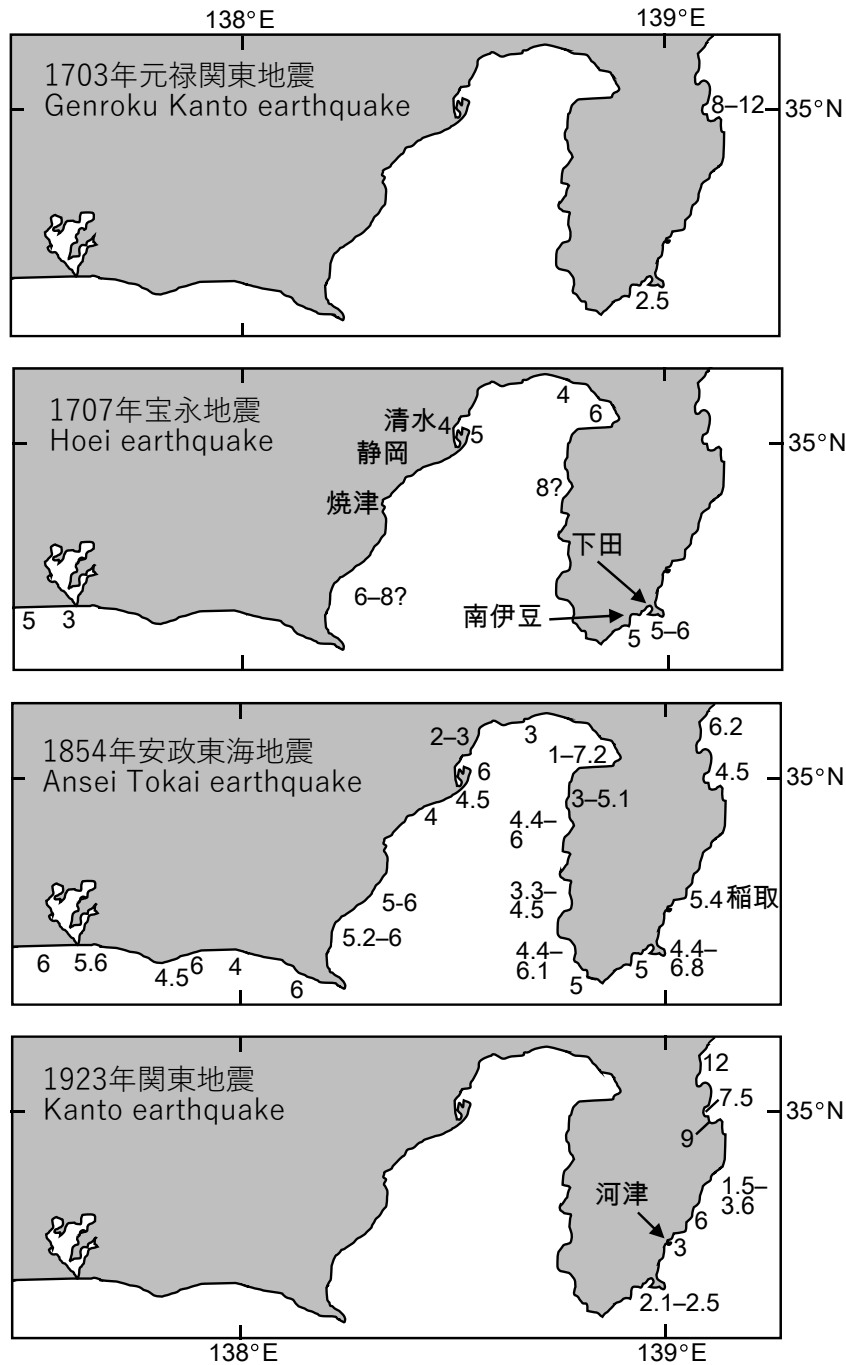 138°E
139°E
1703年元禄関東地震
Genroku Kanto earthquake
8–12
35°N
2.5
1707年宝永地震
Hoei earthquake
清水
4
5
静岡
焼津
4
6
35°N
8?
下田
6–8?
南伊豆
5
3
5
5–6
1854年安政東海地震
Ansei Tokai earthquake
2–3
3
6.2
1–7.2
6
4.5
35°N
4.5
3–5.1
4
4.4–
6
5-6
3.3–
4.5
5.4
稲取
5.2–6
6
5.6
4.5
6
4
6
4.4–
6.1
5
5
4.4–
6.8
1923年関東地震
Kanto earthquake
12
7.5
35°N
9
河津
1.5–
3.6
6
3
2.1–2.5
138°E
139°E